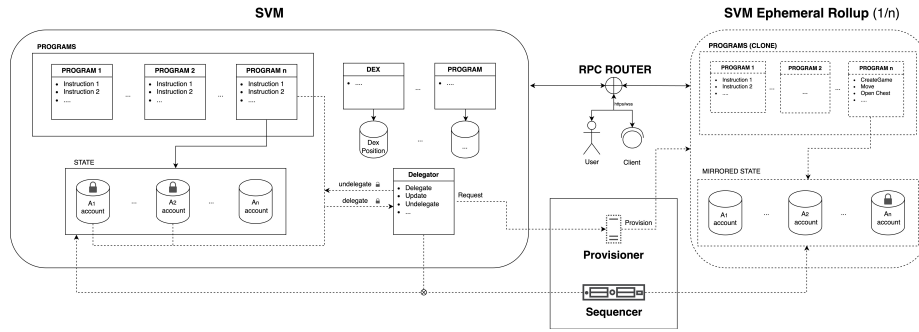 SVM
SVM Ephemeral Rollup (1/n)
PROGRAMS
PROGRAM 1
• Instruction 1
• Instruction 2
• ....
...
PROGRAM 2
• Instruction 1
• Instruction 2
• ....
...
PROGRAM n
• Instruction 1
• Instruction 2
• ....
DEX
• ....
...
PROGRAM
• ....
Dex
Position
...
...
RPC ROUTER
https/wss
User
Client
PROGRAMS (CLONE)
PROGRAM 1
• Instruction 1
• Instruction 2
• ....
...
PROGRAM 2
...
...
PROGRAM n
• CreateGame
• Move
• Open Chest
• ....
STATE
A1
account
...
A2
account
...
An
account
undelegate
delegate
Delegator
• Delegate
• Update
• Undelegate
• ...
Request
Provision
Provisioner
Sequencer
MIRRORED STATE
A1
account
...
A2
account
...
An
account